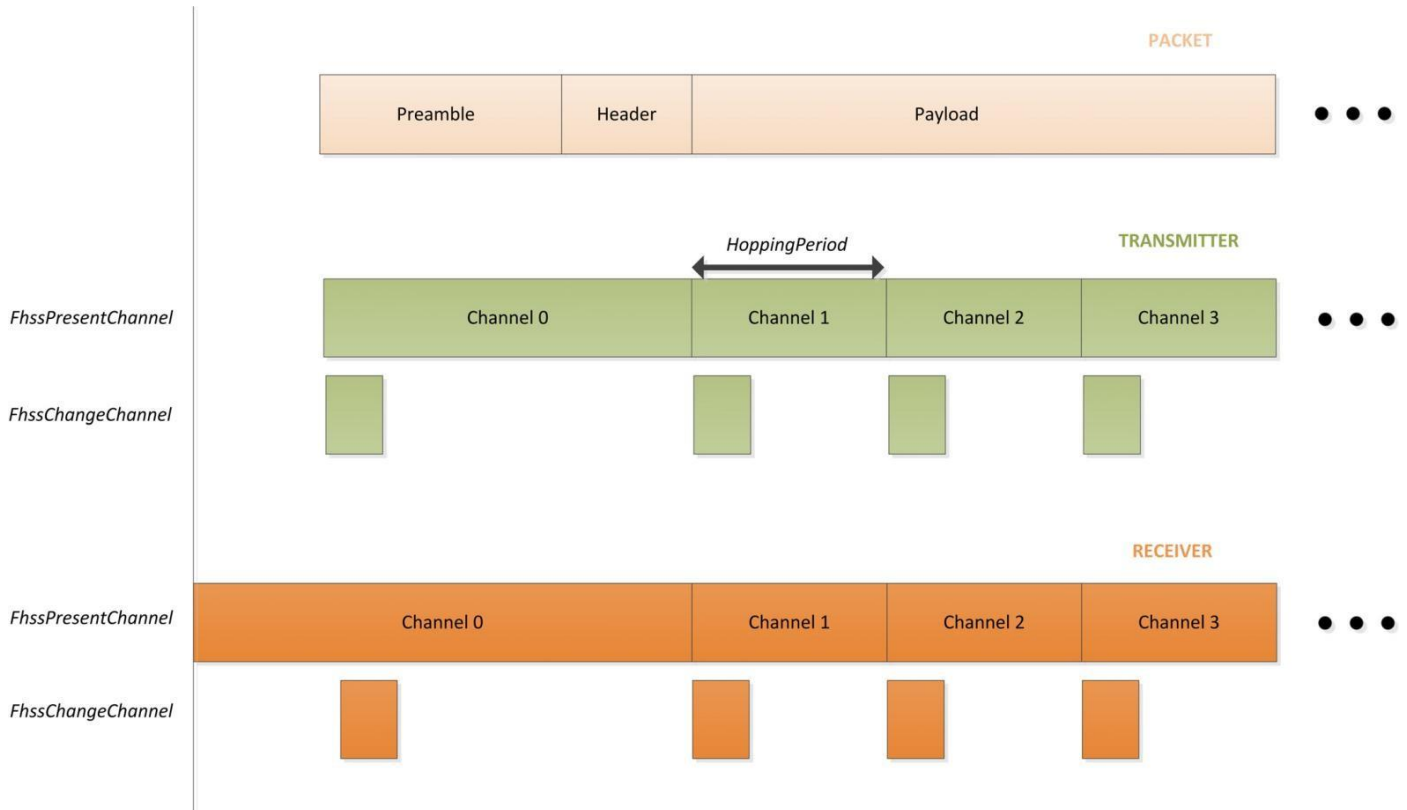 PACKET
Preamble Header Payload
HoppingPeriod
TRANSMITTER
FhssPresentChannel Channel 0 Channel 1 Channel 2 Channel 3
FhssChangeChannel
RECEIVER
FhssPresentChannel Channel 0 Channel 1 Channel 2 Channel 3
FhssChangeChannel